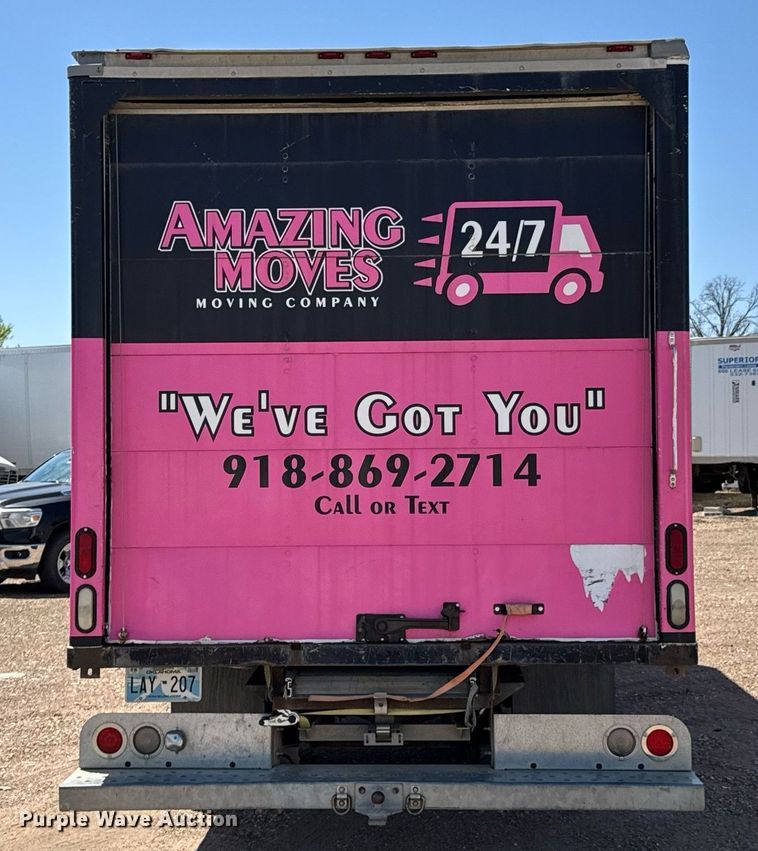 AMAZING
MOVES
MOVING COMPANY
24/7
"WE'VE GOT YOU"
918-869-2714
CALL OR TEXT
SUPERIOR
OKLAHOMA
LAY 207
Purple Wave Auction